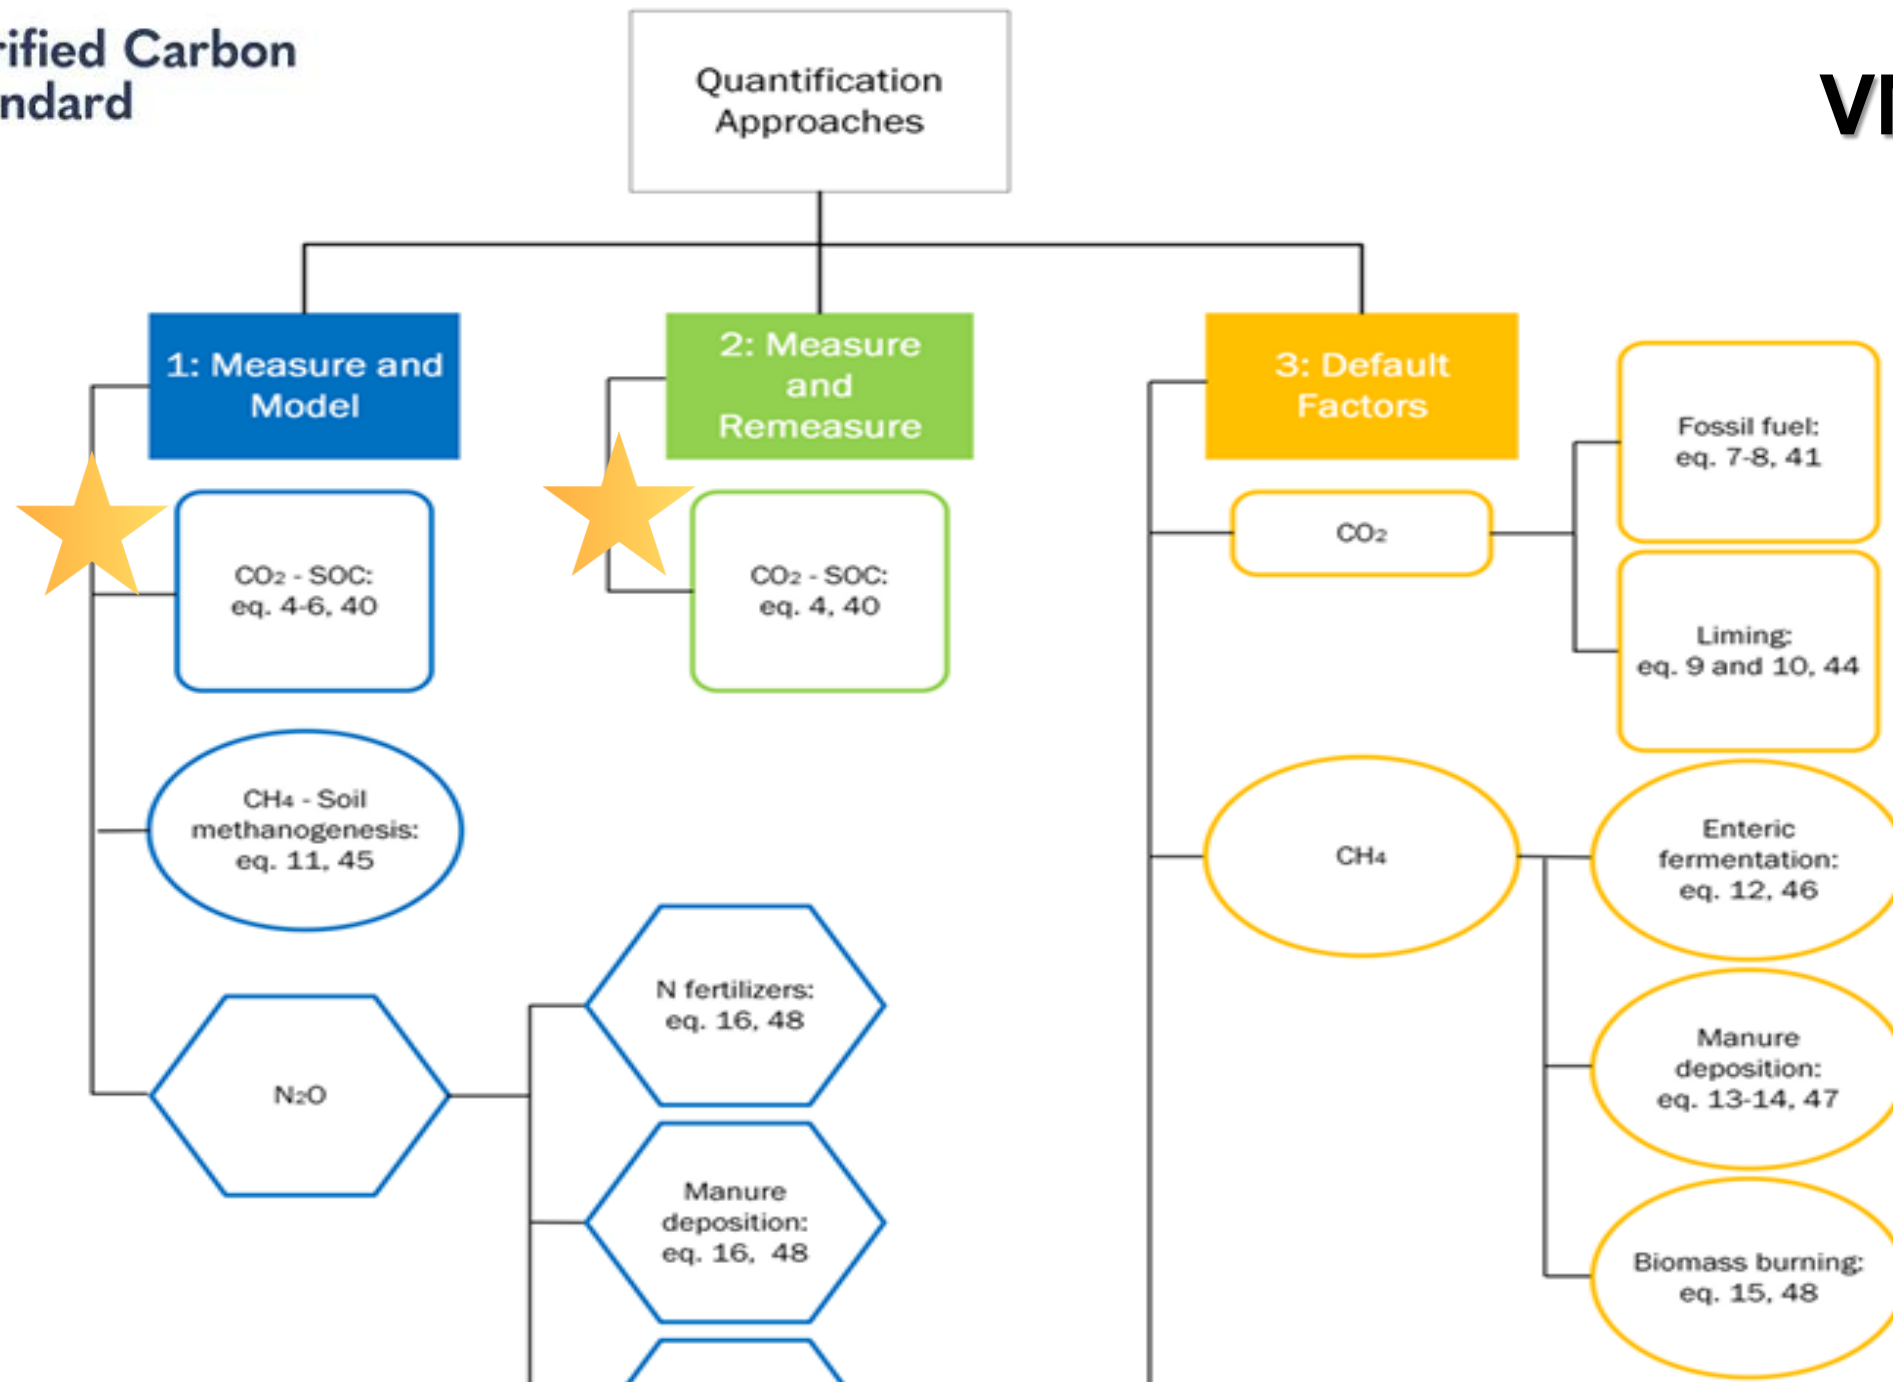 rified Carbon
ndard
Quantification
Approaches
1: Measure and
Model
CO₂ - SOC:
eq. 4-6, 40
CH₄ - Soil
methanogenesis:
eq. 11, 45
N₂O
N fertilizers:
eq. 16, 48
Manure
deposition:
eq. 16, 48
2: Measure
and
Remeasure
CO₂ - SOC:
eq. 4, 40
3: Default
Factors
CO₂
Fossil fuel:
eq. 7-8, 41
Liming:
eq. 9 and 10, 44
CH₄
Enteric
fermentation:
eq. 12, 46
Manure
deposition:
eq. 13-14, 47
Biomass burning:
eq. 15, 48